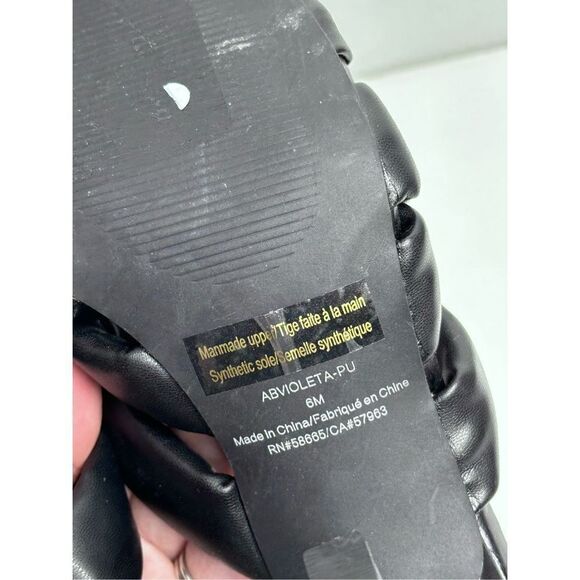 Manmade upper/Tige faite à la main
Synthetic sole/Semelle synthétique
ABVIOLETA-PU
6M
Made in China/Fabriqué en Chine
RN#58665/CA#57963